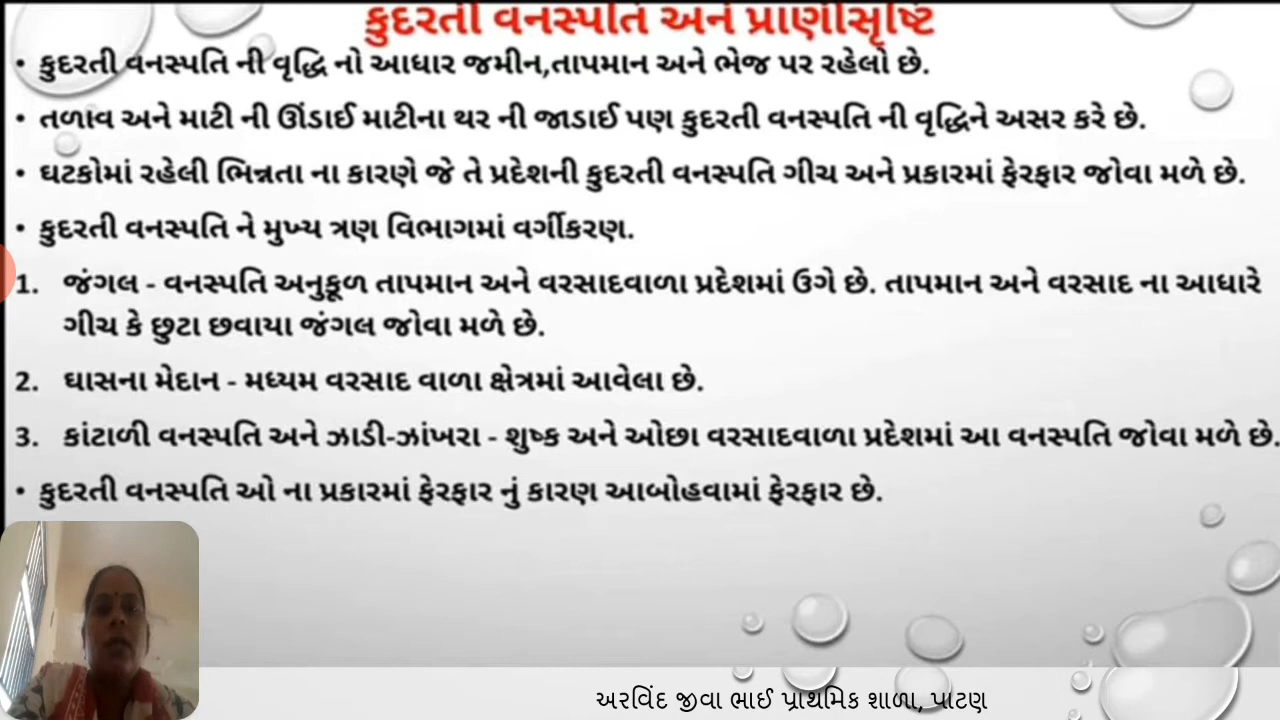 કુદરતી વનસ્પતિ અને પ્રાણીસૃષ્ટિ
• કુદરતી વનસ્પતિ ની વૃદ્ધિ નો આધાર જમીન,તાપમાન અને ભેજ પર રહેલો છે.
• તળાવ અને માટી ની ઊંડાઈ માટીના થર ની જાડાઈ પણ કુદરતી વનસ્પતિ ની વૃદ્ધિને અસર કરે છે.
• ઘટકોમાં રહેલી ભિન્નતા ના કારણે જે તે પ્રદેશની કુદરતી વનસ્પતિ ગીચ અને પ્રકારમાં ફેરફાર જોવા મળે છે.
• કુદરતી વનસ્પતિ ને મુખ્ય ત્રણ વિભાગમાં વર્ગીકરણ.
1. જંગલ - વનસ્પતિ અનુકૂળ તાપમાન અને વરસાદવાળા પ્રદેશમાં ઉગે છે. તાપમાન અને વરસાદ ના આધારે
ગીચ કે છુટા છવાયા જંગલ જોવા મળે છે.
2. ઘાસના મેદાન - મધ્યમ વરસાદ વાળા ક્ષેત્રમાં આવેલા છે.
3. કાંટાળી વનસ્પતિ અને ઝાડી-ઝાંખરા - શુષ્ક અને ઓછા વરસાદવાળા પ્રદેશમાં આ વનસ્પતિ જોવા મળે છે.
• કુદરતી વનસ્પતિ ઓ ના પ્રકારમાં ફેરફાર નું કારણ આબોહવામાં ફેરફાર છે.
અરવિંદ જીવા ભાઈ પ્રાથમિક શાળા, પાટણ